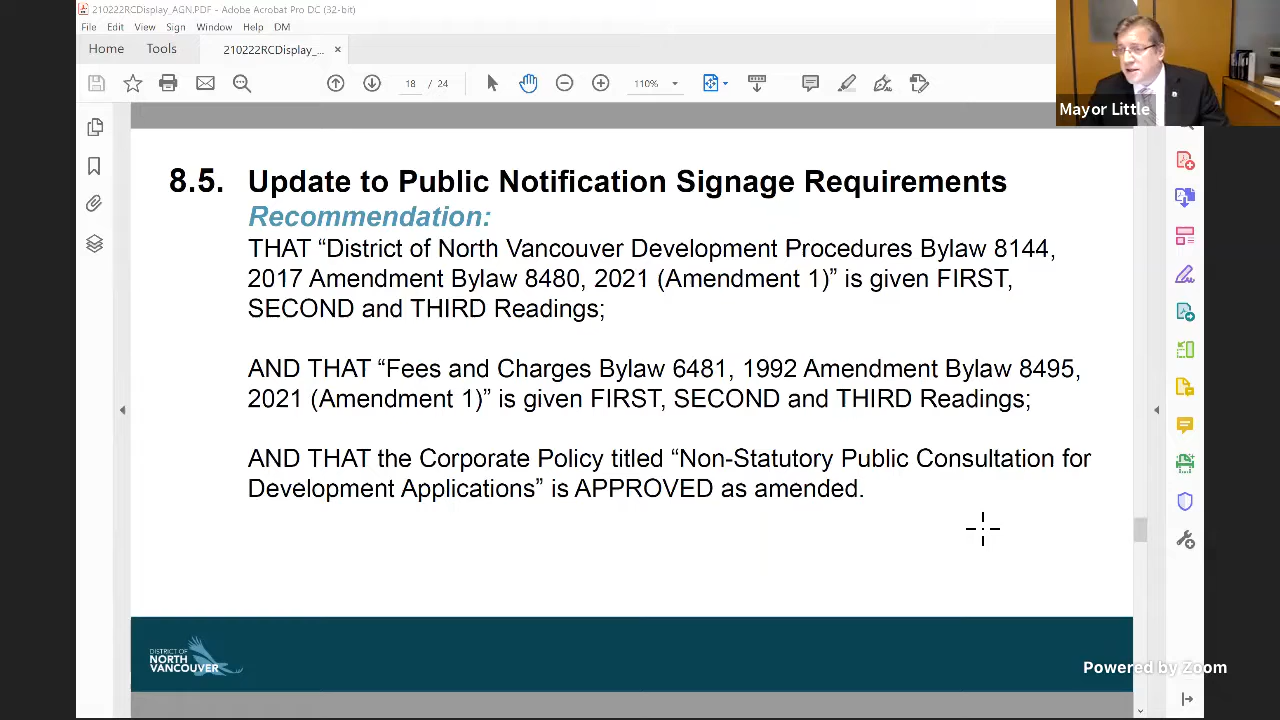 210222RCDisplay_AGN.PDF - Adobe Acrobat Pro DC (32-bit)
File Edit View Sign Window Help DM
Home Tools 210222RCDisplay_... ×
18 / 24 110%
Mayor Little
8.5. Update to Public Notification Signage Requirements
Recommendation:
THAT “District of North Vancouver Development Procedures Bylaw 8144,
2017 Amendment Bylaw 8480, 2021 (Amendment 1)” is given FIRST,
SECOND and THIRD Readings;
AND THAT “Fees and Charges Bylaw 6481, 1992 Amendment Bylaw 8495,
2021 (Amendment 1)” is given FIRST, SECOND and THIRD Readings;
AND THAT the Corporate Policy titled “Non-Statutory Public Consultation for
Development Applications” is APPROVED as amended.
DISTRICT OF
NORTH
VANCOUVER
Powered by Zoom